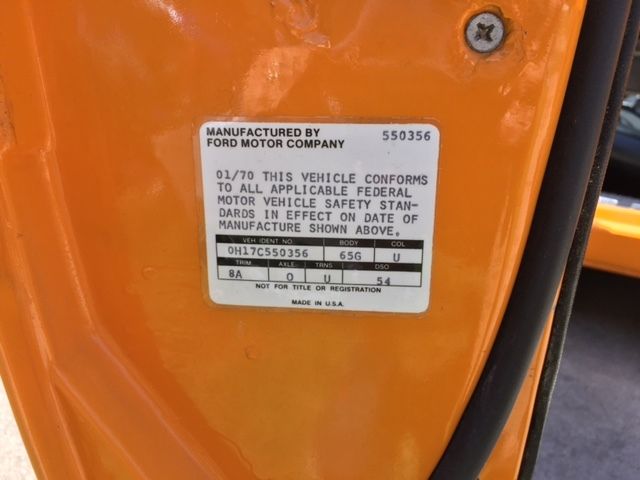 MANUFACTURED BY 550356
FORD MOTOR COMPANY
01/70 THIS VEHICLE CONFORMS
TO ALL APPLICABLE FEDERAL
MOTOR VEHICLE SAFETY STAN-
DARDS IN EFFECT ON DATE OF
MANUFACTURE SHOWN ABOVE.
VEH IDENT NO. BODY COL
0H17C550356 65G U
TRIM AXLE TRNS DSO
8A O U 54
NOT FOR TITLE OR REGISTRATION
MADE IN U.S.A.